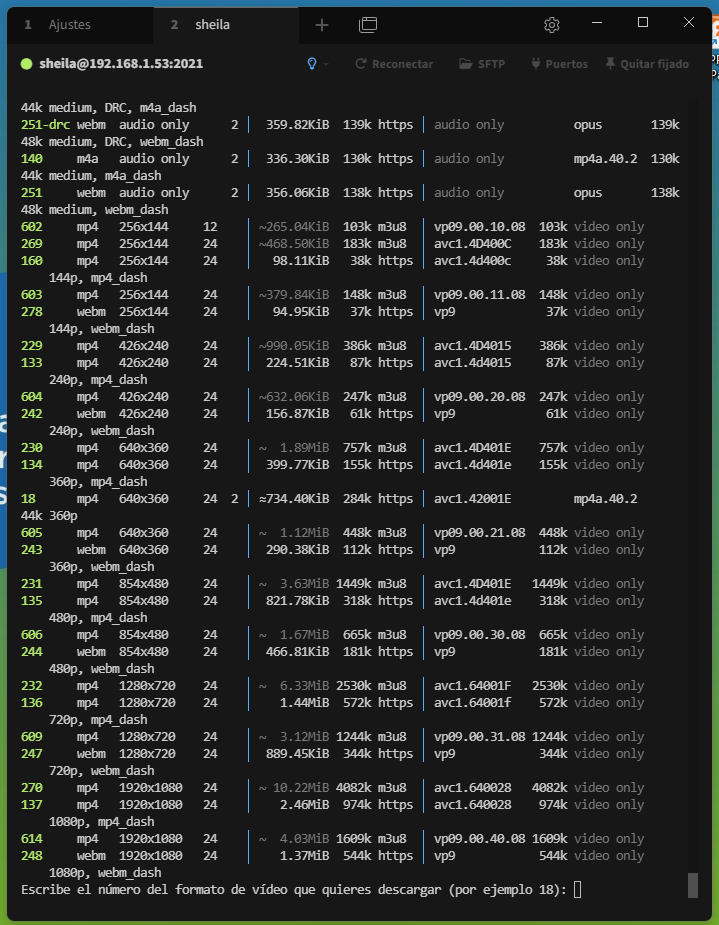 1 Ajustes 2 sheila
sheila@192.168.1.53:2021 Reconectar SFTP Puertos Quitar fijado
44k medium, DRC, m4a_dash
251-drc webm audio only 2 │ 359.82KiB 139k https │ audio only opus 139k
48k medium, DRC, webm_dash
140 m4a audio only 2 │ 336.30KiB 130k https │ audio only mp4a.40.2 130k
44k medium, m4a_dash
251 webm audio only 2 │ 356.06KiB 138k https │ audio only opus 138k
48k medium, webm_dash
602 mp4 256x144 12 │ ~265.04KiB 103k m3u8 │ vp09.00.10.08 103k video only
269 mp4 256x144 24 │ ~468.50KiB 183k m3u8 │ avc1.4D400C 183k video only
160 mp4 256x144 24 │ 98.11KiB 38k https │ avc1.4d400c 38k video only
144p, mp4_dash
603 mp4 256x144 24 │ ~379.84KiB 148k m3u8 │ vp09.00.11.08 148k video only
278 webm 256x144 24 │ 94.95KiB 37k https │ vp9 37k video only
144p, webm_dash
229 mp4 426x240 24 │ ~990.05KiB 386k m3u8 │ avc1.4D4015 386k video only
133 mp4 426x240 24 │ 224.51KiB 87k https │ avc1.4d4015 87k video only
240p, mp4_dash
604 mp4 426x240 24 │ ~632.06KiB 247k m3u8 │ vp09.00.20.08 247k video only
242 webm 426x240 24 │ 156.87KiB 61k https │ vp9 61k video only
240p, webm_dash
230 mp4 640x360 24 │ ~ 1.89MiB 757k m3u8 │ avc1.4D401E 757k video only
134 mp4 640x360 24 │ 399.77KiB 155k https │ avc1.4d401e 155k video only
360p, mp4_dash
18 mp4 640x360 24 2 │ ≈734.40KiB 284k https │ avc1.42001E mp4a.40.2
44k 360p
605 mp4 640x360 24 │ ~ 1.12MiB 448k m3u8 │ vp09.00.21.08 448k video only
243 webm 640x360 24 │ 290.38KiB 112k https │ vp9 112k video only
360p, webm_dash
231 mp4 854x480 24 │ ~ 3.63MiB 1449k m3u8 │ avc1.4D401E 1449k video only
135 mp4 854x480 24 │ 821.78KiB 318k https │ avc1.4d401e 318k video only
480p, mp4_dash
606 mp4 854x480 24 │ ~ 1.67MiB 665k m3u8 │ vp09.00.30.08 665k video only
244 webm 854x480 24 │ 466.81KiB 181k https │ vp9 181k video only
480p, webm_dash
232 mp4 1280x720 24 │ ~ 6.33MiB 2530k m3u8 │ avc1.64001F 2530k video only
136 mp4 1280x720 24 │ 1.44MiB 572k https │ avc1.64001f 572k video only
720p, mp4_dash
609 mp4 1280x720 24 │ ~ 3.12MiB 1244k m3u8 │ vp09.00.31.08 1244k video only
247 webm 1280x720 24 │ 889.45KiB 344k https │ vp9 344k video only
720p, webm_dash
270 mp4 1920x1080 24 │ ~ 10.22MiB 4082k m3u8 │ avc1.640028 4082k video only
137 mp4 1920x1080 24 │ 2.46MiB 974k https │ avc1.640028 974k video only
1080p, mp4_dash
614 mp4 1920x1080 24 │ ~ 4.03MiB 1609k m3u8 │ vp09.00.40.08 1609k video only
248 webm 1920x1080 24 │ 1.37MiB 544k https │ vp9 544k video only
1080p, webm_dash
Escribe el número del formato de vídeo que quieres descargar (por ejemplo 18):